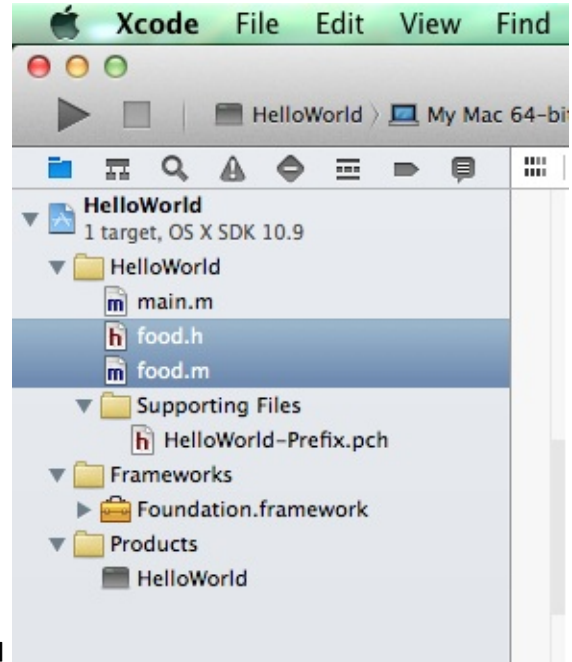 Xcode File Edit View Find
HelloWorld My Mac 64-bi
HelloWorld
1 target, OS X SDK 10.9
HelloWorld
m main.m
h food.h
m food.m
Supporting Files
h HelloWorld-Prefix.pch
Frameworks
Foundation.framework
Products
HelloWorld